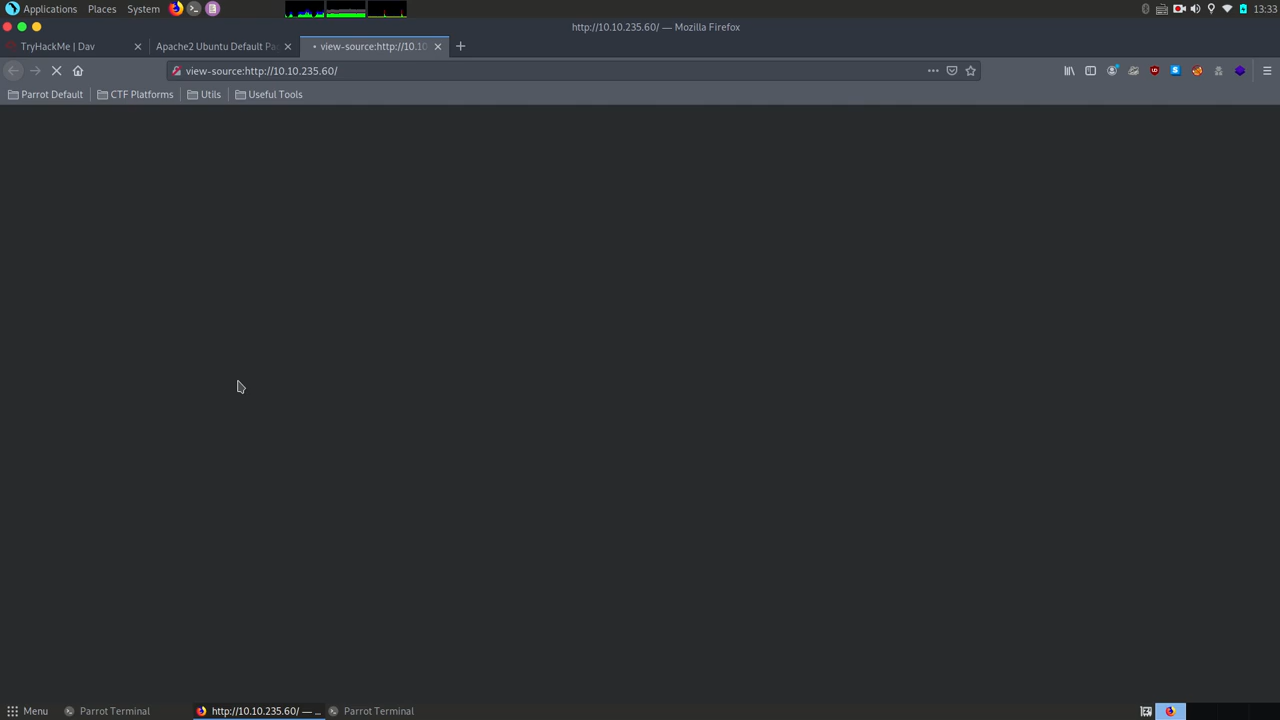 Applications Places System 13:33
http://10.10.235.60/ — Mozilla Firefox
TryHackMe | Dav Apache2 Ubuntu Default Pa view-source:http://10.10
view-source:http://10.10.235.60/
Parrot Default CTF Platforms Utils Useful Tools
Menu Parrot Terminal http://10.10.235.60/ — ... Parrot Terminal